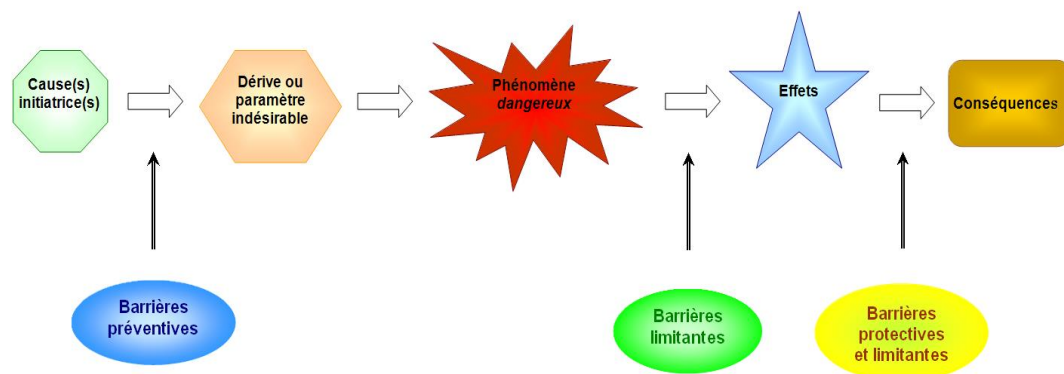 Cause(s)
initiatrice(s)
Dérive ou
paramètre
indésirable
Phénomène
dangereux
Effets
Conséquences
Barrières
préventives
Barrières
limitantes
Barrières
protectives
et limitantes